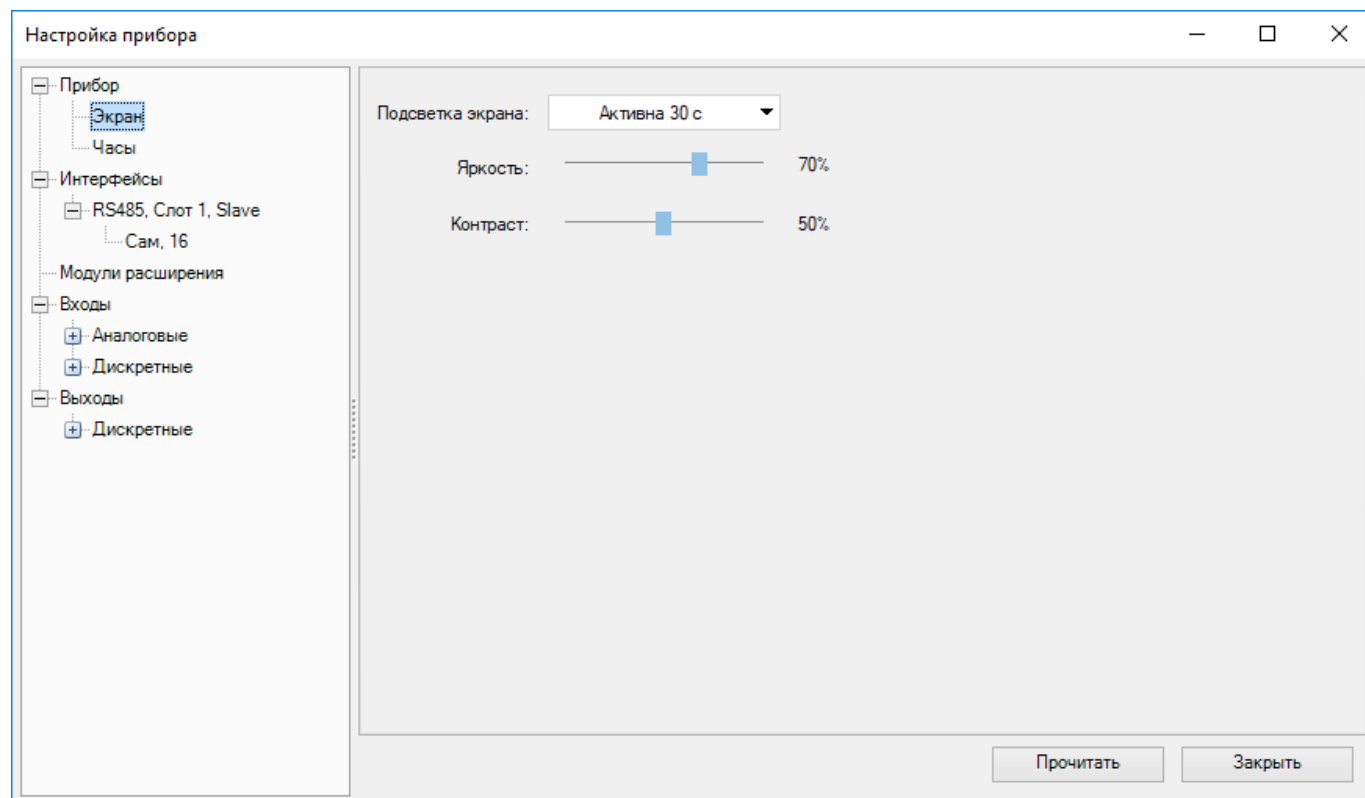 Настройка прибора
Прибор
Экран
Часы
Интерфейсы
RS485, Слот 1, Slave
Сам, 16
Модули расширения
Входы
Аналоговые
Дискретные
Выходы
Дискретные
Подсветка экрана: Активна 30 с
Яркость: 70%
Контраст: 50%
Прочитать Закрыть